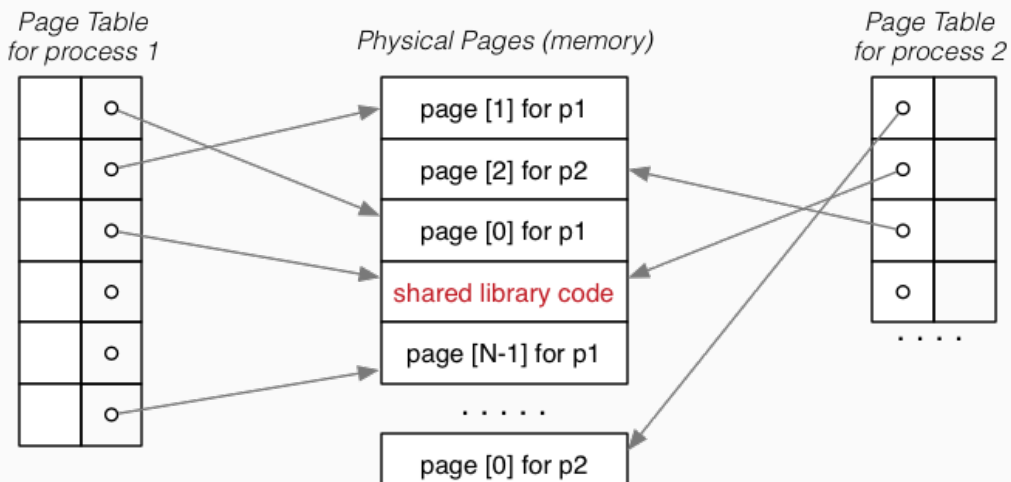 Page Table
for process 1
Physical Pages (memory)
Page Table
for process 2
page [1] for p1
page [2] for p2
page [0] for p1
shared library code
page [N-1] for p1
. . . . .
page [0] for p2
. . . .